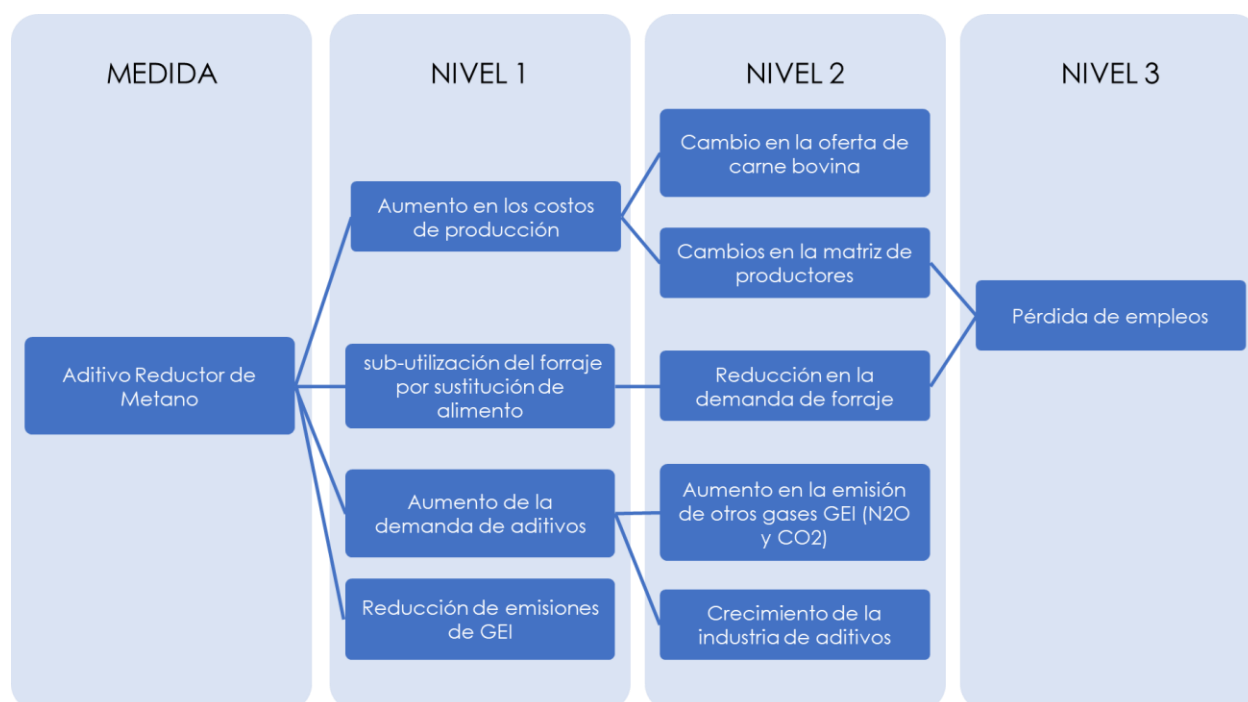 MEDIDA
NIVEL 1
NIVEL 2
NIVEL 3
Aditivo Reductor de
Metano
Aumento en los costos
de producción
sub-utilización del forraje
por sustitución de
alimento
Aumento de la
demanda de aditivos
Reducción de emisiones
de GEI
Cambio en la oferta de
carne bovina
Cambios en la matriz de
productores
Reducción en la
demanda de forraje
Aumento en la emisión
de otros gases GEI (N2O
y CO2)
Crecimiento de la
industria de aditivos
Pérdida de empleos